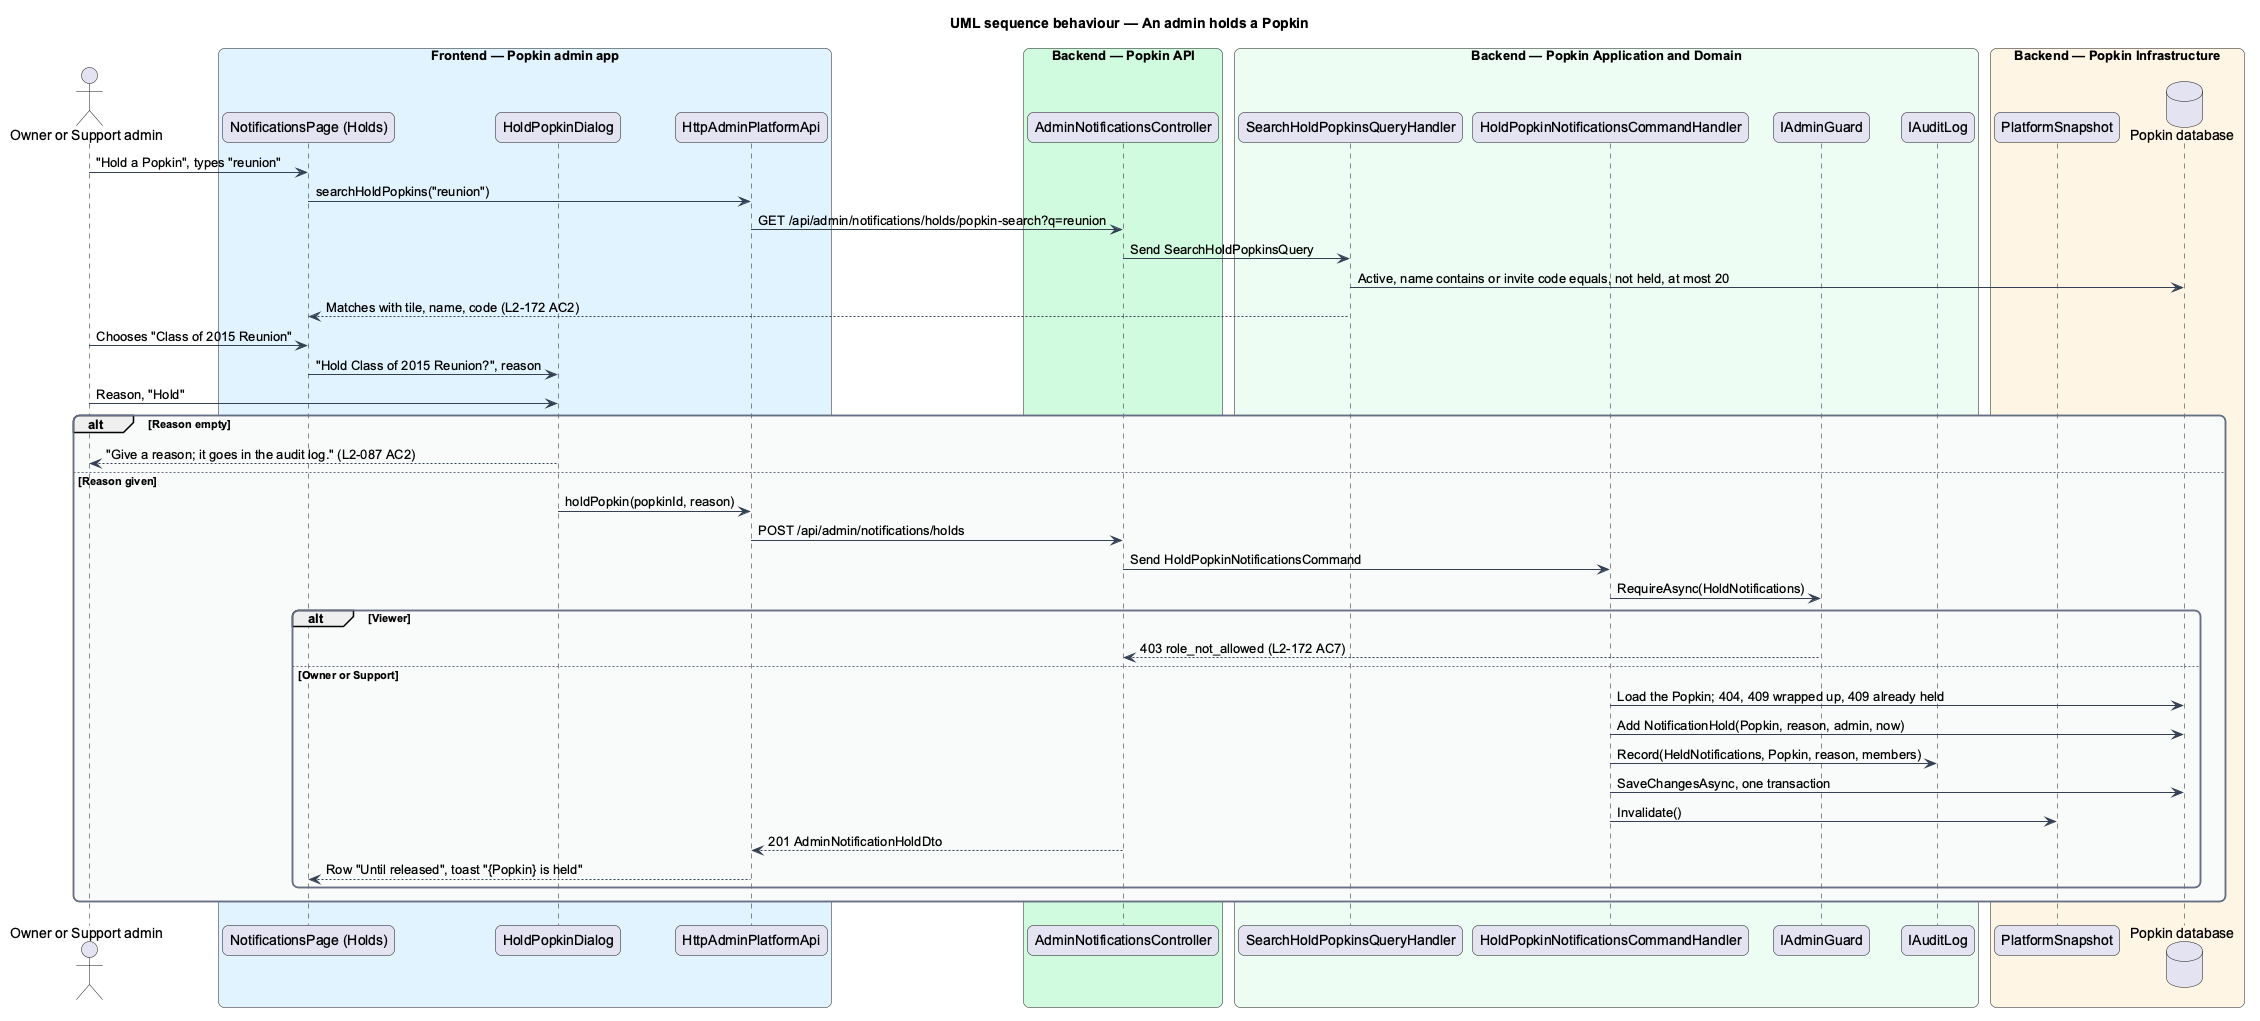 UML sequence behaviour — An admin holds a Popkin
Frontend — Popkin admin app
Backend — Popkin API
Backend — Popkin Application and Domain
Backend — Popkin Infrastructure
Owner or Support admin
NotificationsPage (Holds)
HoldPopkinDialog
HttpAdminPlatformApi
AdminNotificationsController
SearchHoldPopkinsQueryHandler
HoldPopkinNotificationsCommandHandler
IAdminGuard
IAuditLog
PlatformSnapshot
Popkin database
"Hold a Popkin", types "reunion"
searchHoldPopkins("reunion")
GET /api/admin/notifications/holds/popkin-search?q=reunion
Send SearchHoldPopkinsQuery
Active, name contains or invite code equals, not held, at most 20
Matches with tile, name, code (L2-172 AC2)
Chooses "Class of 2015 Reunion"
"Hold Class of 2015 Reunion?", reason
Reason, "Hold"
alt [Reason empty]
"Give a reason; it goes in the audit log." (L2-087 AC2)
[Reason given]
holdPopkin(popkinId, reason)
POST /api/admin/notifications/holds
Send HoldPopkinNotificationsCommand
RequireAsync(HoldNotifications)
alt [Viewer]
403 role_not_allowed (L2-172 AC7)
[Owner or Support]
Load the Popkin; 404, 409 wrapped up, 409 already held
Add NotificationHold(Popkin, reason, admin, now)
Record(HeldNotifications, Popkin, reason, members)
SaveChangesAsync, one transaction
Invalidate()
201 AdminNotificationHoldDto
Row "Until released", toast "{Popkin} is held"
Owner or Support admin
NotificationsPage (Holds)
HoldPopkinDialog
HttpAdminPlatformApi
AdminNotificationsController
SearchHoldPopkinsQueryHandler
HoldPopkinNotificationsCommandHandler
IAdminGuard
IAuditLog
PlatformSnapshot
Popkin database